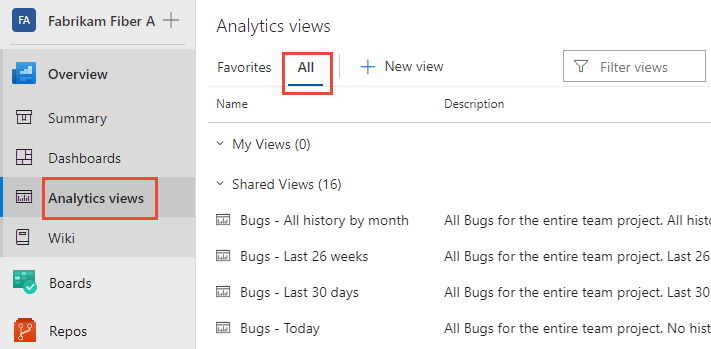 FA Fabrikam Fiber A
Overview
Summary
Dashboards
Analytics views
Wiki
Boards
Repos
Analytics views
Favorites All New view Filter views
Name Description
My Views (0)
Shared Views (16)
Bugs - All history by month All Bugs for the entire team project. All hist
Bugs - Last 26 weeks All Bugs for the entire team project. Last 26
Bugs - Last 30 days All Bugs for the entire team project. Last 30
Bugs - Today All Bugs for the entire team project. No his